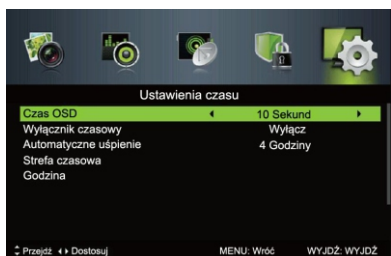 Ustawienia czasu
Czas OSD 10 Sekund
Wyłącznik czasowy Wyłącz
Automatyczne uśpienie 4 Godziny
Strefa czasowa
Godzina
Przejdź Dostosuj MENU: Wróć WYJDŹ: WYJDŹ